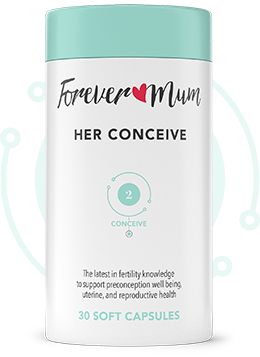 Forever Mum
HER CONCEIVE
2
CONCEIVE
The latest in fertility knowledge
to support preconception well being,
uterine, and reproductive health
30 SOFT CAPSULES